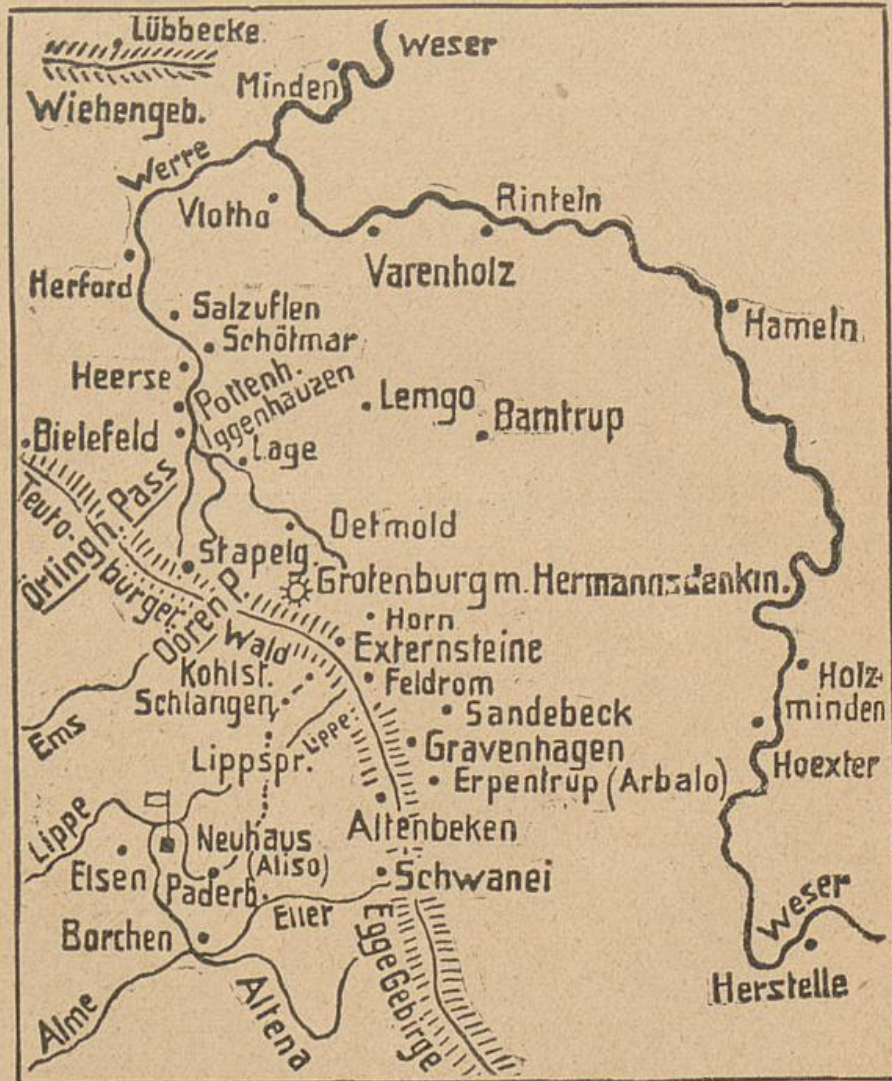 Lübbecke
Weser
Minden
Wiehengeb.
Werre
Vlotho
Rinteln
Varenholz
Herford
Salzuflen
Schötmar
Hameln.
Heerse
Pottenh.
Iggenhauzen
Lemgo
Barntrup
Bielefeld
Lage
Örlingh. Pass
Detmold
Teuto-
burger
Wald
Stapelg.
Grotenburg m. Hermannsdenkm.
Dören P.
Horn
Externsteine
Kohlst.
Feldrom
Schlangen
Holz-
minden
Sandebeck
Ems
Lippspr.
Lippe
Gravenhagen
Hoexter
Erpentrup (Arbalo)
Lippe
Neuhaus
(Aliso)
Altenbeken
Elsen
Paderb.
Schwanei
Eller
Weser
Borchen
Egge Gebirge
Herstelle
Alme
Altena